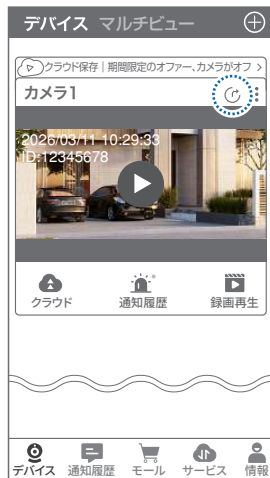 デバイス マルチビュー
クラウド保存｜期間限定のオファー、カメラがオフ
カメラ1
2026/03/11 10:29:33
ID:12345678
クラウド 通知履歴 録画再生
デバイス 通知履歴 モール サービス 情報